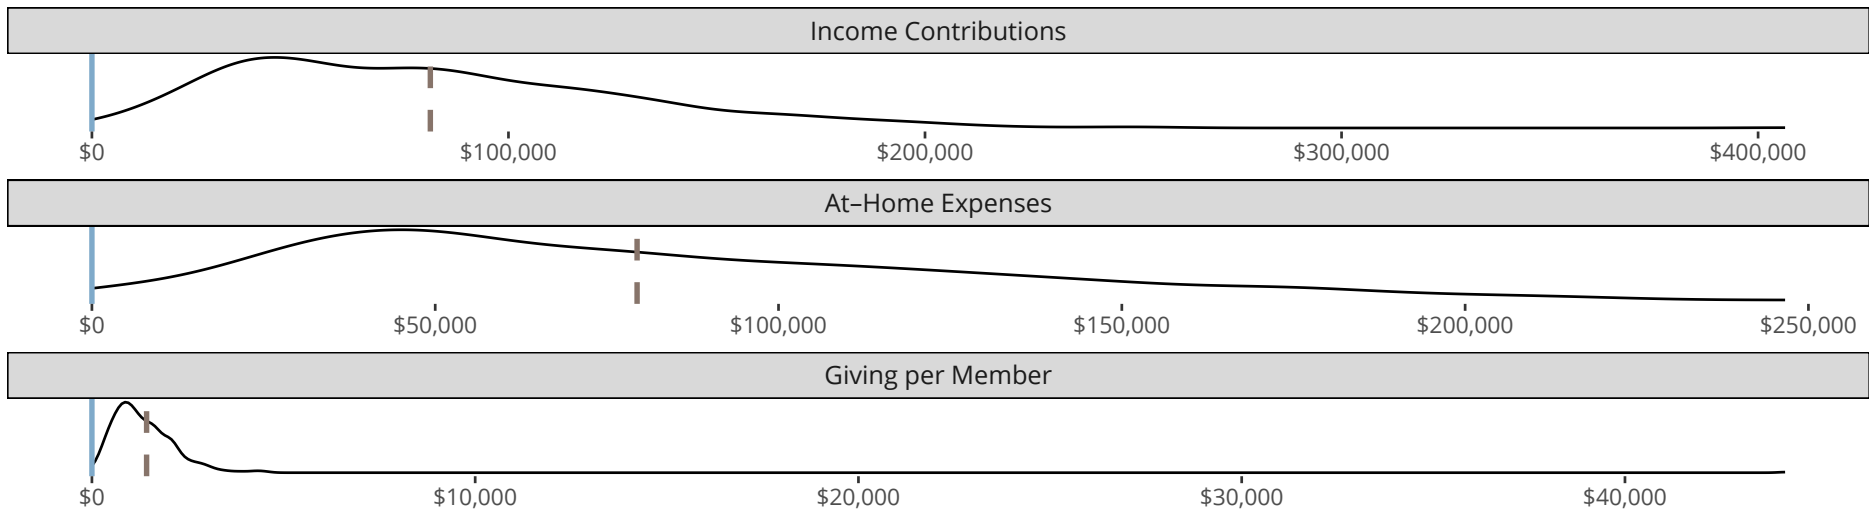 Income Contributions
$0 $100,000 $200,000 $300,000 $400,000
At–Home Expenses
$0 $50,000 $100,000 $150,000 $200,000 $250,000
Giving per Member
$0 $10,000 $20,000 $30,000 $40,000